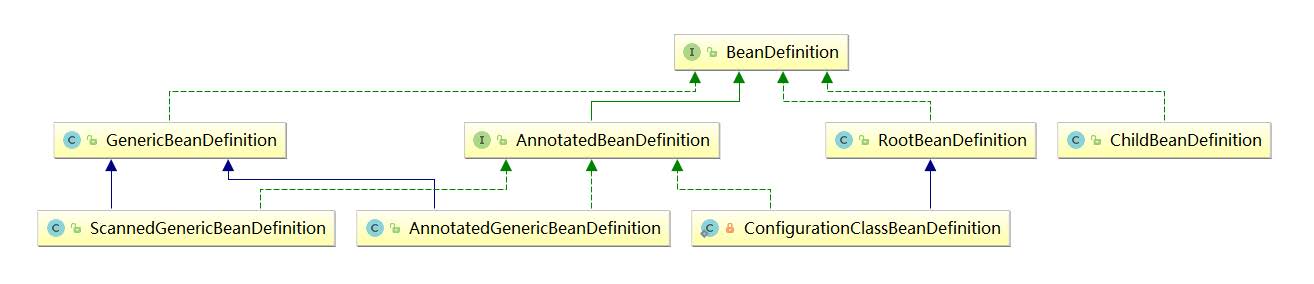 I BeanDefinition
C GenericBeanDefinition
I AnnotatedBeanDefinition
C RootBeanDefinition
C ChildBeanDefinition
C ScannedGenericBeanDefinition
C AnnotatedGenericBeanDefinition
C ConfigurationClassBeanDefinition